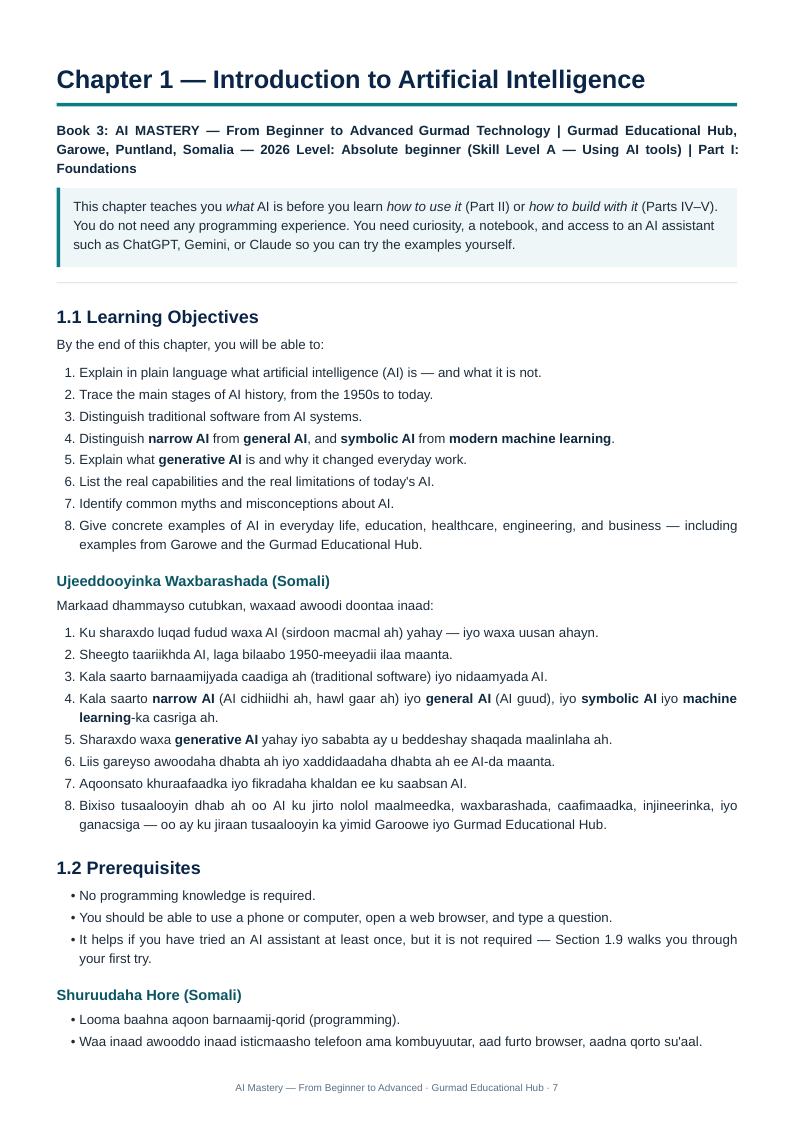 Chapter 1 — Introduction to Artificial Intelligence
Book 3: AI MASTERY — From Beginner to Advanced Gurmad Technology | Gurmad Educational Hub,
Garowe, Puntland, Somalia — 2026 Level: Absolute beginner (Skill Level A — Using AI tools) | Part I:
Foundations
This chapter teaches you what AI is before you learn how to use it (Part II) or how to build with it (Parts IV–V).
You do not need any programming experience. You need curiosity, a notebook, and access to an AI assistant
such as ChatGPT, Gemini, or Claude so you can try the examples yourself.
1.1 Learning Objectives
By the end of this chapter, you will be able to:
1. Explain in plain language what artificial intelligence (AI) is — and what it is not.
2. Trace the main stages of AI history, from the 1950s to today.
3. Distinguish traditional software from AI systems.
4. Distinguish narrow AI from general AI, and symbolic AI from modern machine learning.
5. Explain what generative AI is and why it changed everyday work.
6. List the real capabilities and the real limitations of today's AI.
7. Identify common myths and misconceptions about AI.
8. Give concrete examples of AI in everyday life, education, healthcare, engineering, and business — including
examples from Garowe and the Gurmad Educational Hub.
Ujeeddooyinka Waxbarashada (Somali)
Markaad dhammayso cutubkan, waxaad awoodi doontaa inaad:
1. Ku sharaxdo luqad fudud waxa AI (sirdoon macmal ah) yahay — iyo waxa uusan ahayn.
2. Sheegto taariikhda AI, laga bilaabo 1950-meeyadii ilaa maanta.
3. Kala saarto barnaamijyada caadiga ah (traditional software) iyo nidaamyada AI.
4. Kala saarto narrow AI (AI cidhiidhi ah, hawl gaar ah) iyo general AI (AI guud), iyo symbolic AI iyo machine
learning-ka casriga ah.
5. Sharaxdo waxa generative AI yahay iyo sababta ay u beddeshay shaqada maalinlaha ah.
6. Liis gareyso awoodaha dhabta ah iyo xaddidaadaha dhabta ah ee AI-da maanta.
7. Aqoonsato khuraafaadka iyo fikradaha khaldan ee ku saabsan AI.
8. Bixiso tusaalooyin dhab ah oo AI ku jirto nolol maalmeedka, waxbarashada, caafimaadka, injineerinka, iyo
ganacsiga — oo ay ku jiraan tusaalooyin ka yimid Garoowe iyo Gurmad Educational Hub.
1.2 Prerequisites
• No programming knowledge is required.
• You should be able to use a phone or computer, open a web browser, and type a question.
• It helps if you have tried an AI assistant at least once, but it is not required — Section 1.9 walks you through
your first try.
Shuruudaha Hore (Somali)
• Looma baahna aqoon barnaamij-qorid (programming).
• Waa inaad awooddo inaad isticmaasho telefoon ama kombuyuutar, aad furto browser, aadna qorto su'aal.
AI Mastery — From Beginner to Advanced · Gurmad Educational Hub · 7